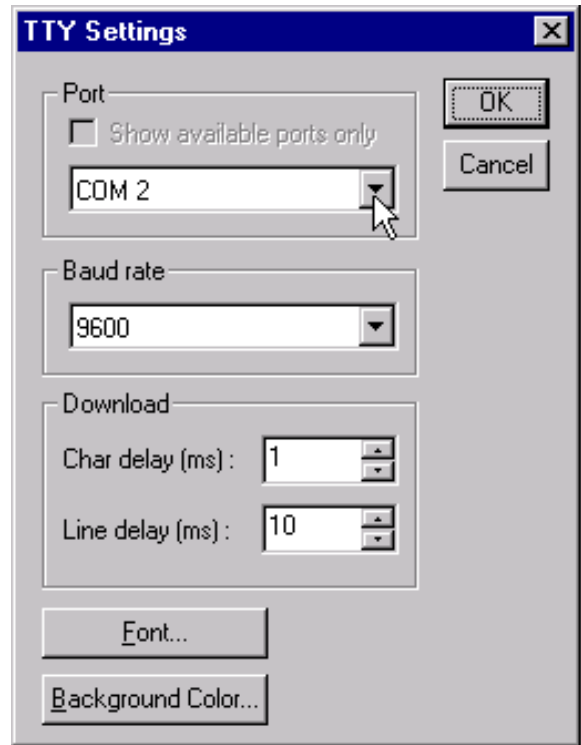 TTY Settings
Port
Show available ports only
COM 2
OK
Cancel
Baud rate
9600
Download
Char delay (ms) : 1
Line delay (ms) : 10
Font...
Background Color...